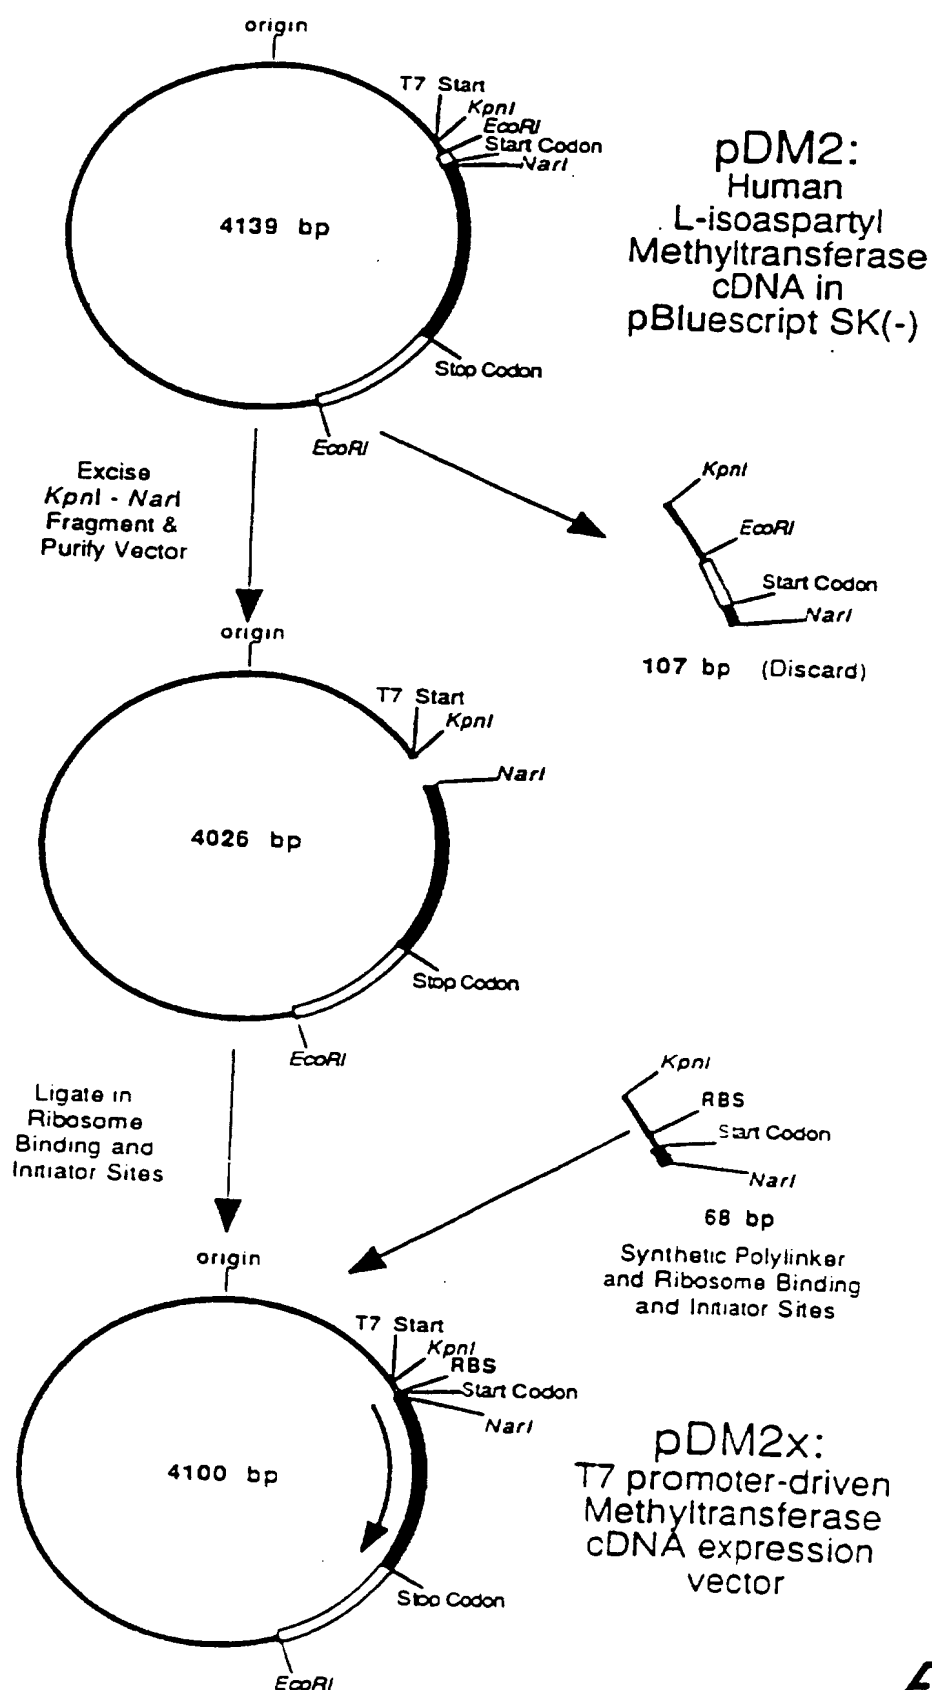 origin
T7 Start
KpnI
EcoRI
Start Codon
NarI
4139 bp
pDM2:
Human
L-isoaspartyl
Methyltransferase
cDNA in
pBluescript SK(-)
Stop Codon
EcoRI
Excise
KpnI - NarI
Fragment &
Purify Vector
KpnI
EcoRI
Start Codon
NarI
107 bp (Discard)
origin
T7 Start
KpnI
NarI
4026 bp
Stop Codon
EcoRI
Ligate in
Ribosome
Binding and
Initiator Sites
KpnI
RBS
Start Codon
NarI
68 bp
Synthetic Polylinker
and Ribosome Binding
and Initiator Sites
origin
T7 Start
KpnI
RBS
Start Codon
NarI
4100 bp
pDM2x:
T7 promoter-driven
Methyltransferase
cDNA expression
vector
Stop Codon
EcoRI